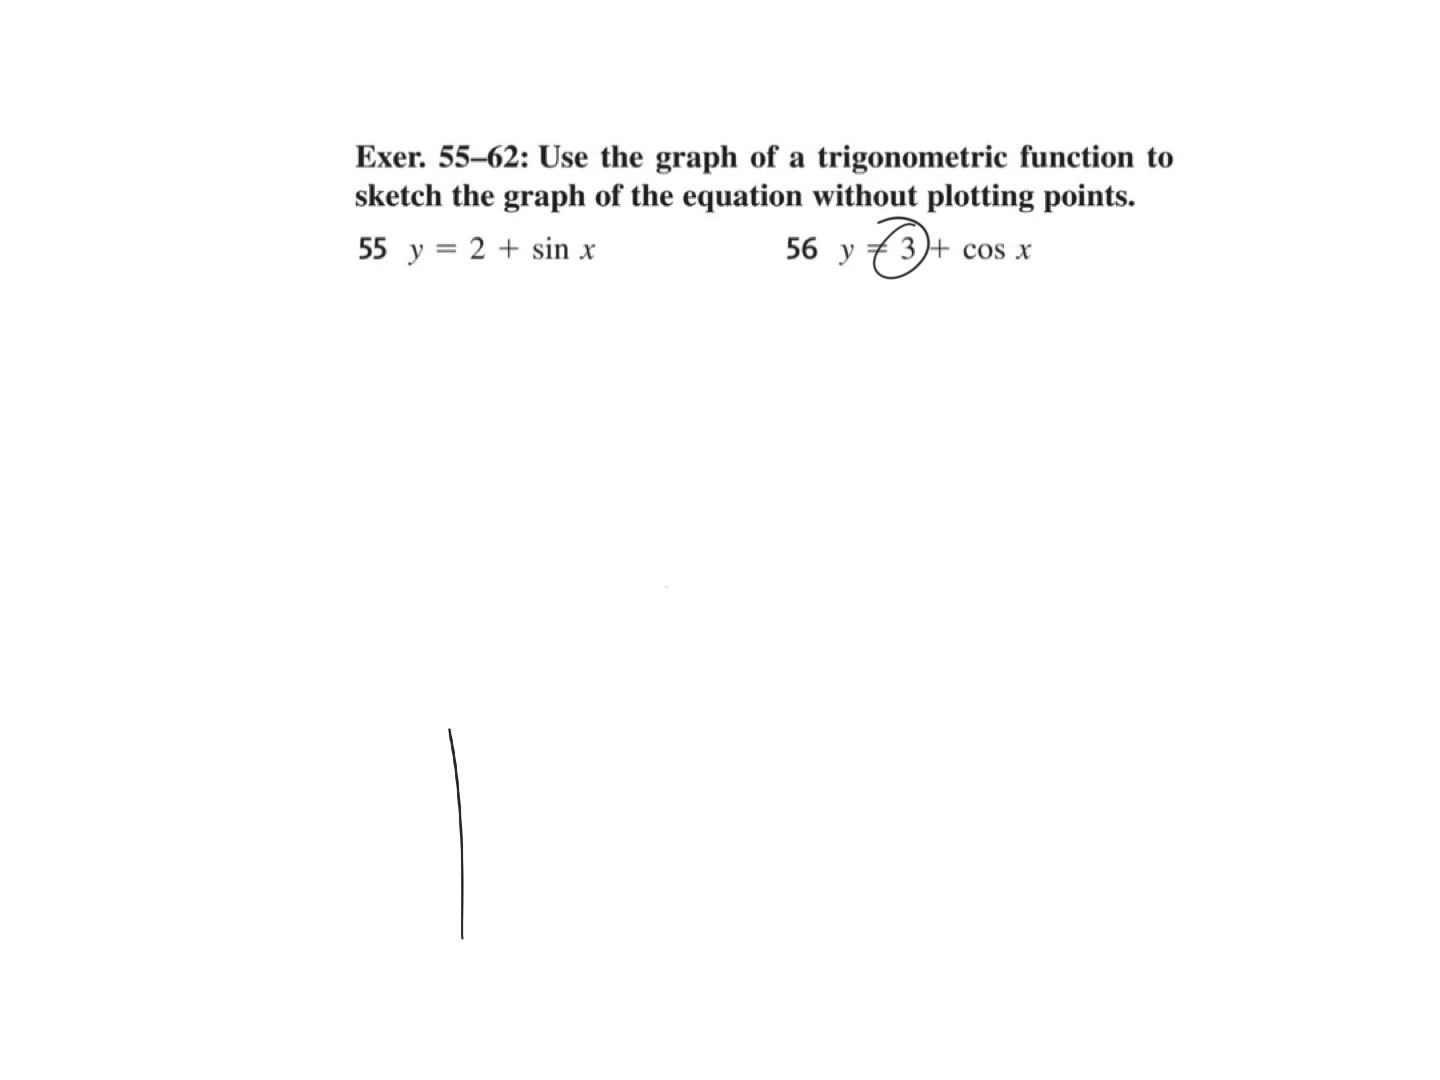 Exer. 55–62: Use the graph of a trigonometric function to
sketch the graph of the equation without plotting points.
55 y = 2 + sin x 56 y = 3 + cos x